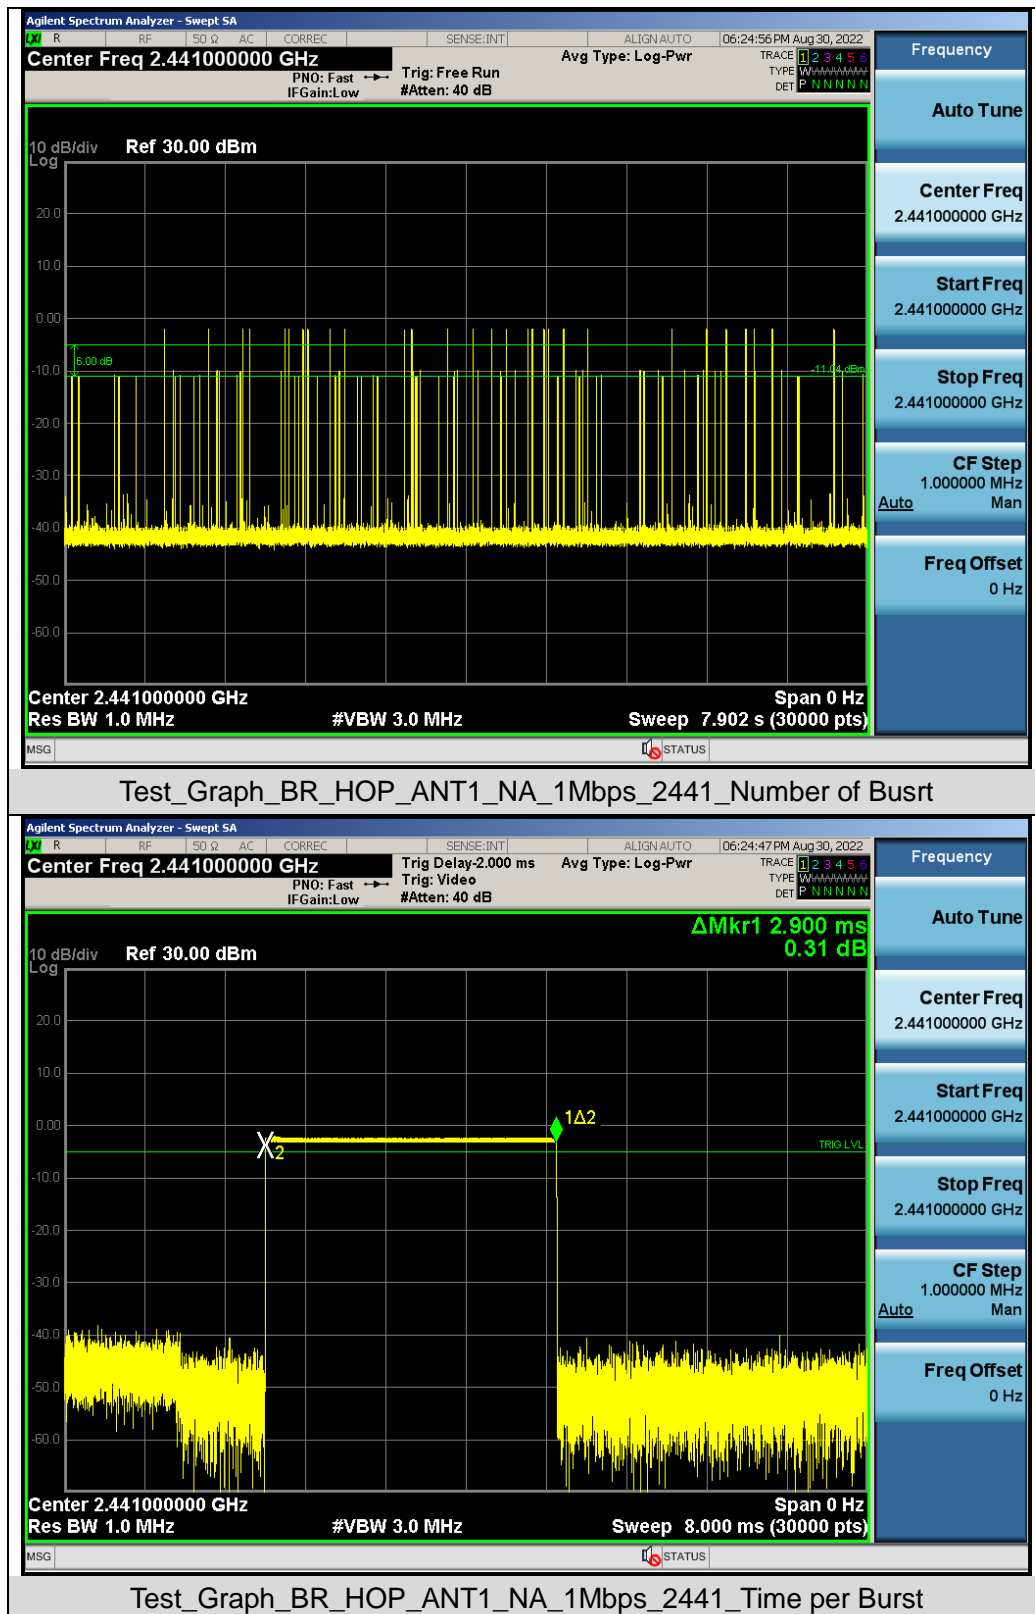 Agilent Spectrum Analyzer - Swept SA
LXI R RF 50 Ω AC CORREC SENSE:INT ALIGN AUTO 06:24:56 PM Aug 30, 2022
Center Freq 2.441000000 GHz Avg Type: Log-Pwr TRACE 1 2 3 4 5 6
PNO: Fast Trig: Free Run TYPE
IFGain:Low #Atten: 40 dB DET P N N N N N
Frequency
Auto Tune
10 dB/div Ref 30.00 dBm
Log
20.0
10.0
0.00
6.00 dB
-10.0
-11.04 dBm
-20.0
-30.0
-40.0
-50.0
-60.0
Center Freq
2.441000000 GHz
Start Freq
2.441000000 GHz
Stop Freq
2.441000000 GHz
CF Step
1.000000 MHz
Auto Man
Freq Offset
0 Hz
Center 2.441000000 GHz Span 0 Hz
Res BW 1.0 MHz #VBW 3.0 MHz Sweep 7.902 s (30000 pts)
MSG STATUS
Test_Graph_BR_HOP_ANT1_NA_1Mbps_2441_Number of Busrt
Agilent Spectrum Analyzer - Swept SA
LXI R RF 50 Ω AC CORREC SENSE:INT ALIGN AUTO 06:24:47 PM Aug 30, 2022
Center Freq 2.441000000 GHz Trig Delay-2.000 ms Avg Type: Log-Pwr TRACE 1 2 3 4 5 6
PNO: Fast Trig: Video TYPE
IFGain:Low #Atten: 40 dB DET P N N N N N
Frequency
Auto Tune
ΔMkr1 2.900 ms
0.31 dB
10 dB/div Ref 30.00 dBm
Log
20.0
10.0
0.00
1Δ2
2
TRIG LVL
-10.0
-20.0
-30.0
-40.0
-50.0
-60.0
Center Freq
2.441000000 GHz
Start Freq
2.441000000 GHz
Stop Freq
2.441000000 GHz
CF Step
1.000000 MHz
Auto Man
Freq Offset
0 Hz
Center 2.441000000 GHz Span 0 Hz
Res BW 1.0 MHz #VBW 3.0 MHz Sweep 8.000 ms (30000 pts)
MSG STATUS
Test_Graph_BR_HOP_ANT1_NA_1Mbps_2441_Time per Burst